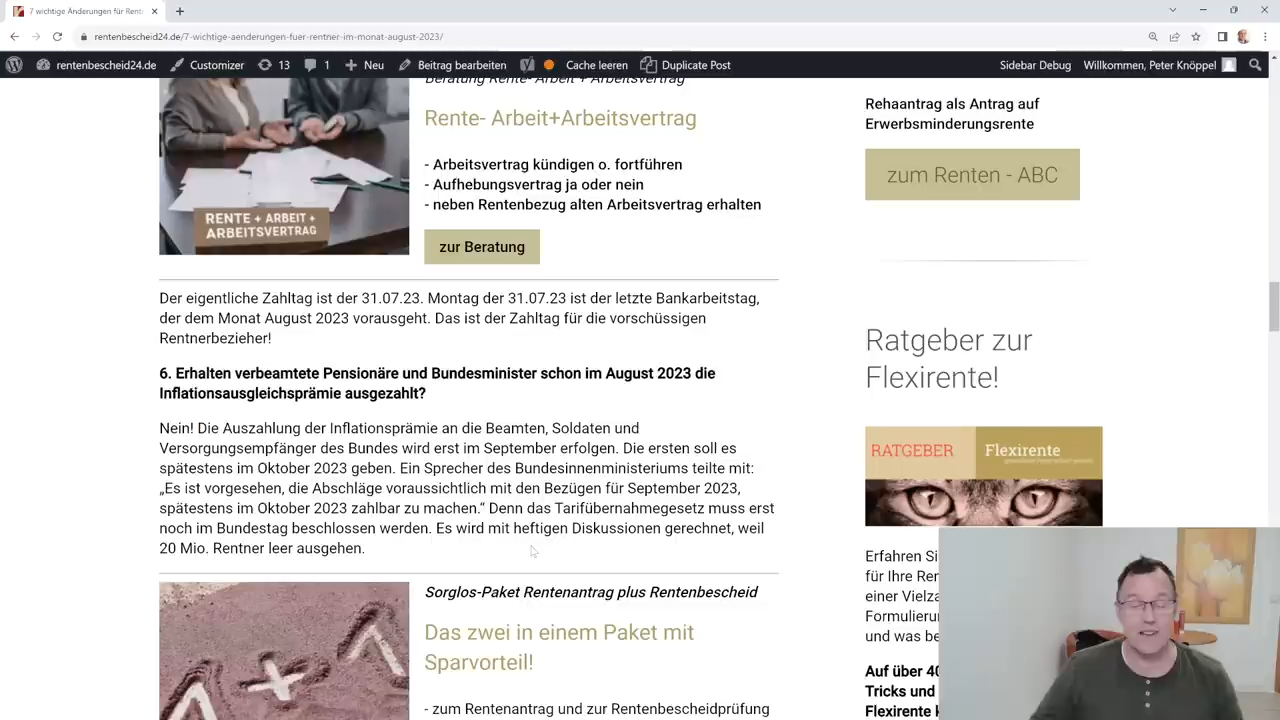 7 wichtige Änderungen für Rent
rentenbescheid24.de/7-wichtige-aenderungen-fuer-rentner-im-monat-august-2023/
rentenbescheid24.de Customizer 13 1 Neu Beitrag bearbeiten Cache leeren Duplicate Post Sidebar Debug Willkommen, Peter Knöppel
Beratung Rente- Arbeit + Arbeitsvertrag
Rente- Arbeit+Arbeitsvertrag
- Arbeitsvertrag kündigen o. fortführen
- Aufhebungsvertrag ja oder nein
- neben Rentenbezug alten Arbeitsvertrag erhalten
RENTE + ARBEIT +
ARBEITSVERTRAG
zur Beratung
Der eigentliche Zahltag ist der 31.07.23. Montag der 31.07.23 ist der letzte Bankarbeitstag,
der dem Monat August 2023 vorausgeht. Das ist der Zahltag für die vorschüssigen
Rentnerbezieher!
6. Erhalten verbeamtete Pensionäre und Bundesminister schon im August 2023 die
Inflationsausgleichsprämie ausgezahlt?
Nein! Die Auszahlung der Inflationsprämie an die Beamten, Soldaten und
Versorgungsempfänger des Bundes wird erst im September erfolgen. Die ersten soll es
spätestens im Oktober 2023 geben. Ein Sprecher des Bundesinnenministeriums teilte mit:
„Es ist vorgesehen, die Abschläge voraussichtlich mit den Bezügen für September 2023,
spätestens im Oktober 2023 zahlbar zu machen.“ Denn das Tarifübernahmegesetz muss erst
noch im Bundestag beschlossen werden. Es wird mit heftigen Diskussionen gerechnet, weil
20 Mio. Rentner leer ausgehen.
Sorglos-Paket Rentenantrag plus Rentenbescheid
Das zwei in einem Paket mit
Sparvorteil!
- zum Rentenantrag und zur Rentenbescheidprüfung
Rehaantrag als Antrag auf
Erwerbsminderungsrente
zum Renten - ABC
Ratgeber zur
Flexirente!
RATGEBER Flexirente
Erfahren Si
für Ihre Ren
einer Vielza
Formulierun
und was be
Auf über 40
Tricks und
Flexirente k